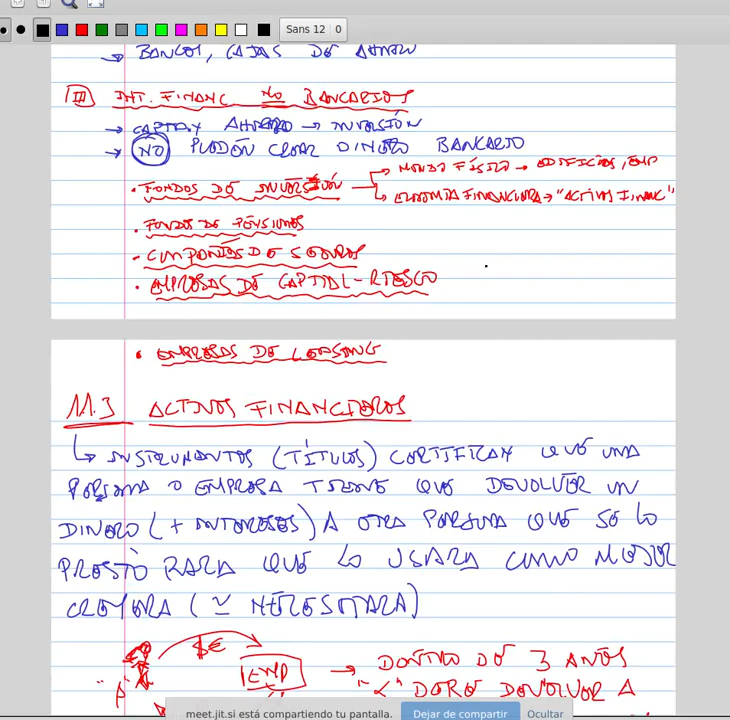 Sans 12 0
→ BANCOS, CAJAS DE AHORRO
III INT. FINANC NO BANCARIOS
→ CAPTAN AHORRO → INVERSIÓN
→ NO PUEDEN CREAR DINERO BANCARIO
• FONDOS DE INVERSIÓN → MUNDO FÍSICO → EDIFICIOS, EMP
→ ECONOMÍA FINANCIERA → "ACTIVOS FINANC",
• FONDOS DE PENSIONES
• COMPAÑÍAS DE SEGUROS
• EMPRESAS DE CAPITAL-RIESGO
• EMPRESAS DE LEASING
11.3 ACTIVOS FINANCIEROS
↳ INSTRUMENTOS (TÍTULOS) CERTIFICAN QUE UNA
PERSONA O EMPRESA TIENE QUE DEVOLVER UN
DINERO (+ INTERESES) A OTRA PERSONA QUE SE LO
PRESTÓ PARA QUE LO USARA COMO MEJOR
CREYERA (≃ NECESITARA)
$€
EMP → DENTRO DE 3 AÑOS
"A" "L" DEBE DEVOLVER A
meet.jit.si está compartiendo tu pantalla. Dejar de compartir Ocultar